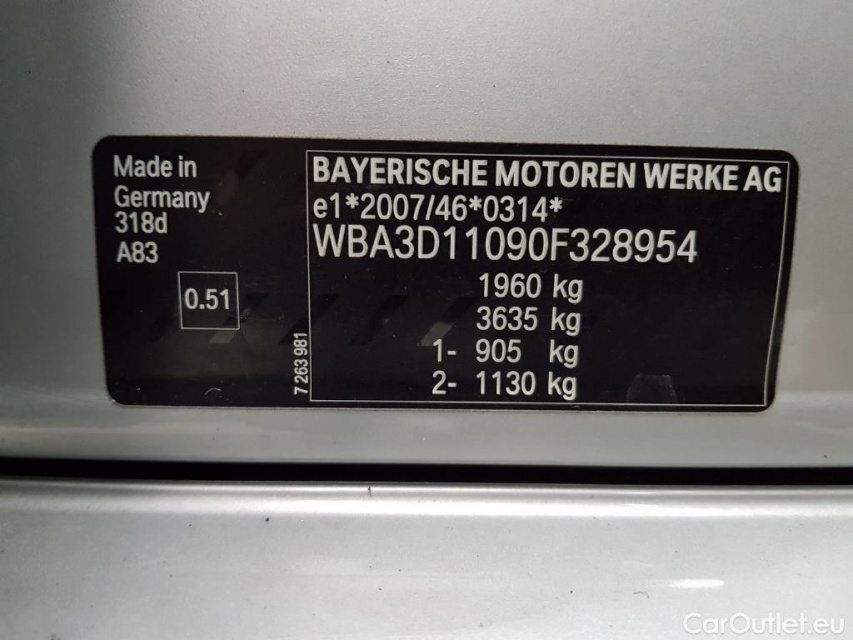 Made in
Germany
318d
A83
0.51
7 263 981
BAYERISCHE MOTOREN WERKE AG
e1*2007/46*0314*
WBA3D11090F328954
1960 kg
3635 kg
1- 905 kg
2- 1130 kg
CarOutlet.eu